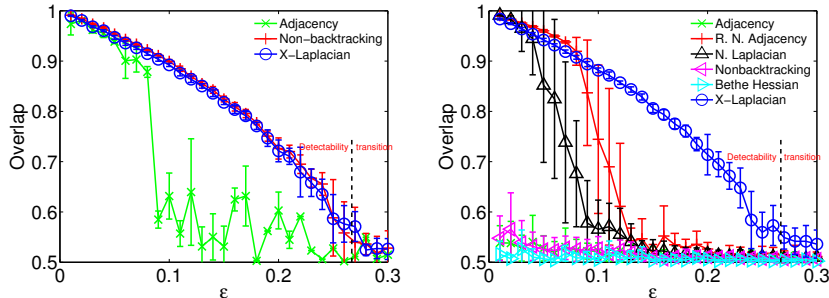 1
0.9
0.8
0.7
0.6
0.5
0
0.1
0.2
0.3
Overlap
ε
Adjacency
Non−backtracking
X−Laplacian
Detectability transition
1
0.9
0.8
0.7
0.6
0.5
0
0.1
0.2
0.3
Overlap
ε
Adjacency
R. N. Adjacency
N. Laplacian
Nonbacktracking
Bethe Hessian
X−Laplacian
Detectability transition